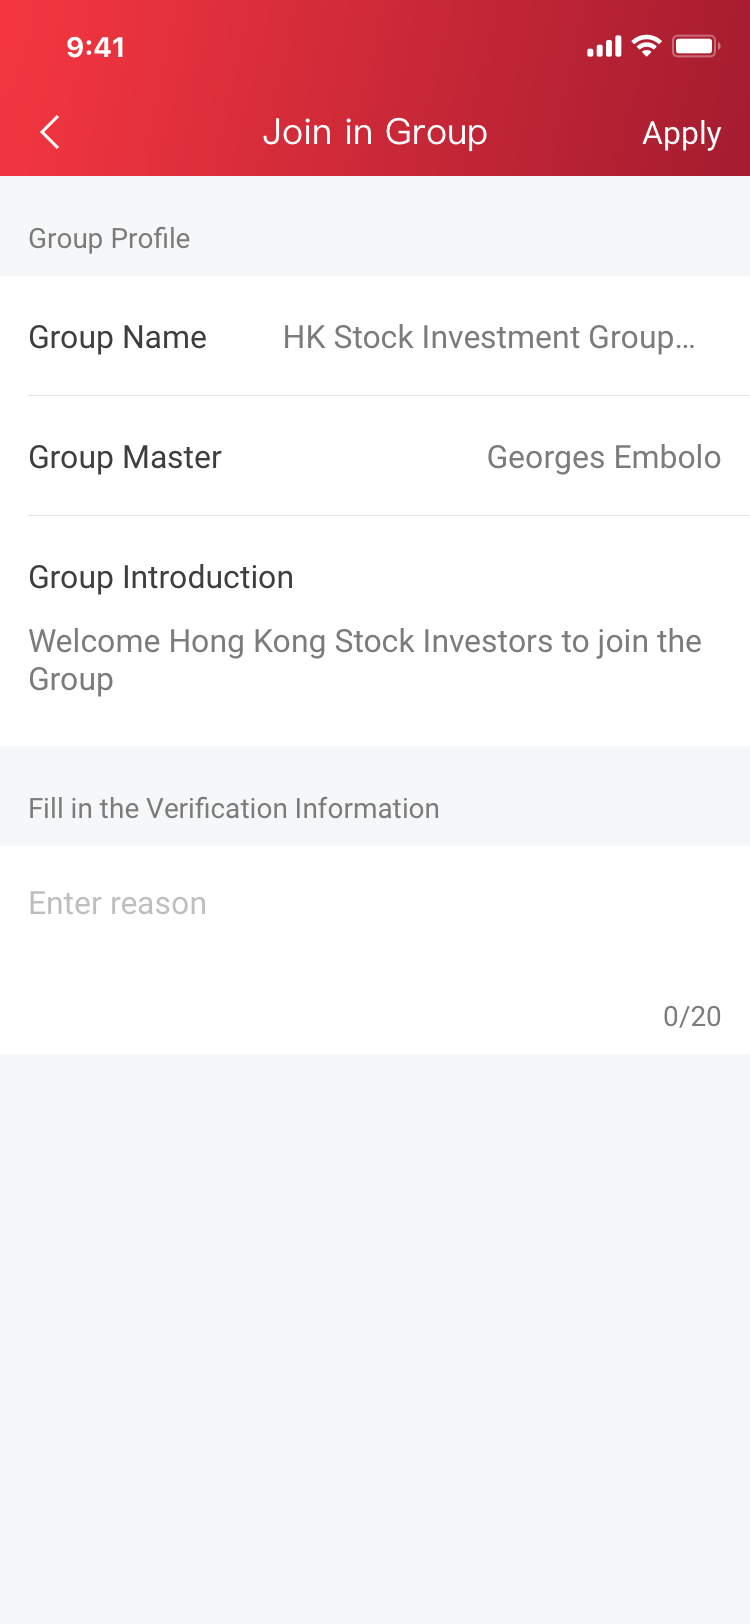 9:41
Join in Group
Apply
Group Profile
Group Name
HK Stock Investment Group...
Group Master
Georges Embolo
Group Introduction
Welcome Hong Kong Stock Investors to join the
Group
Fill in the Verification Information
Enter reason
0/20